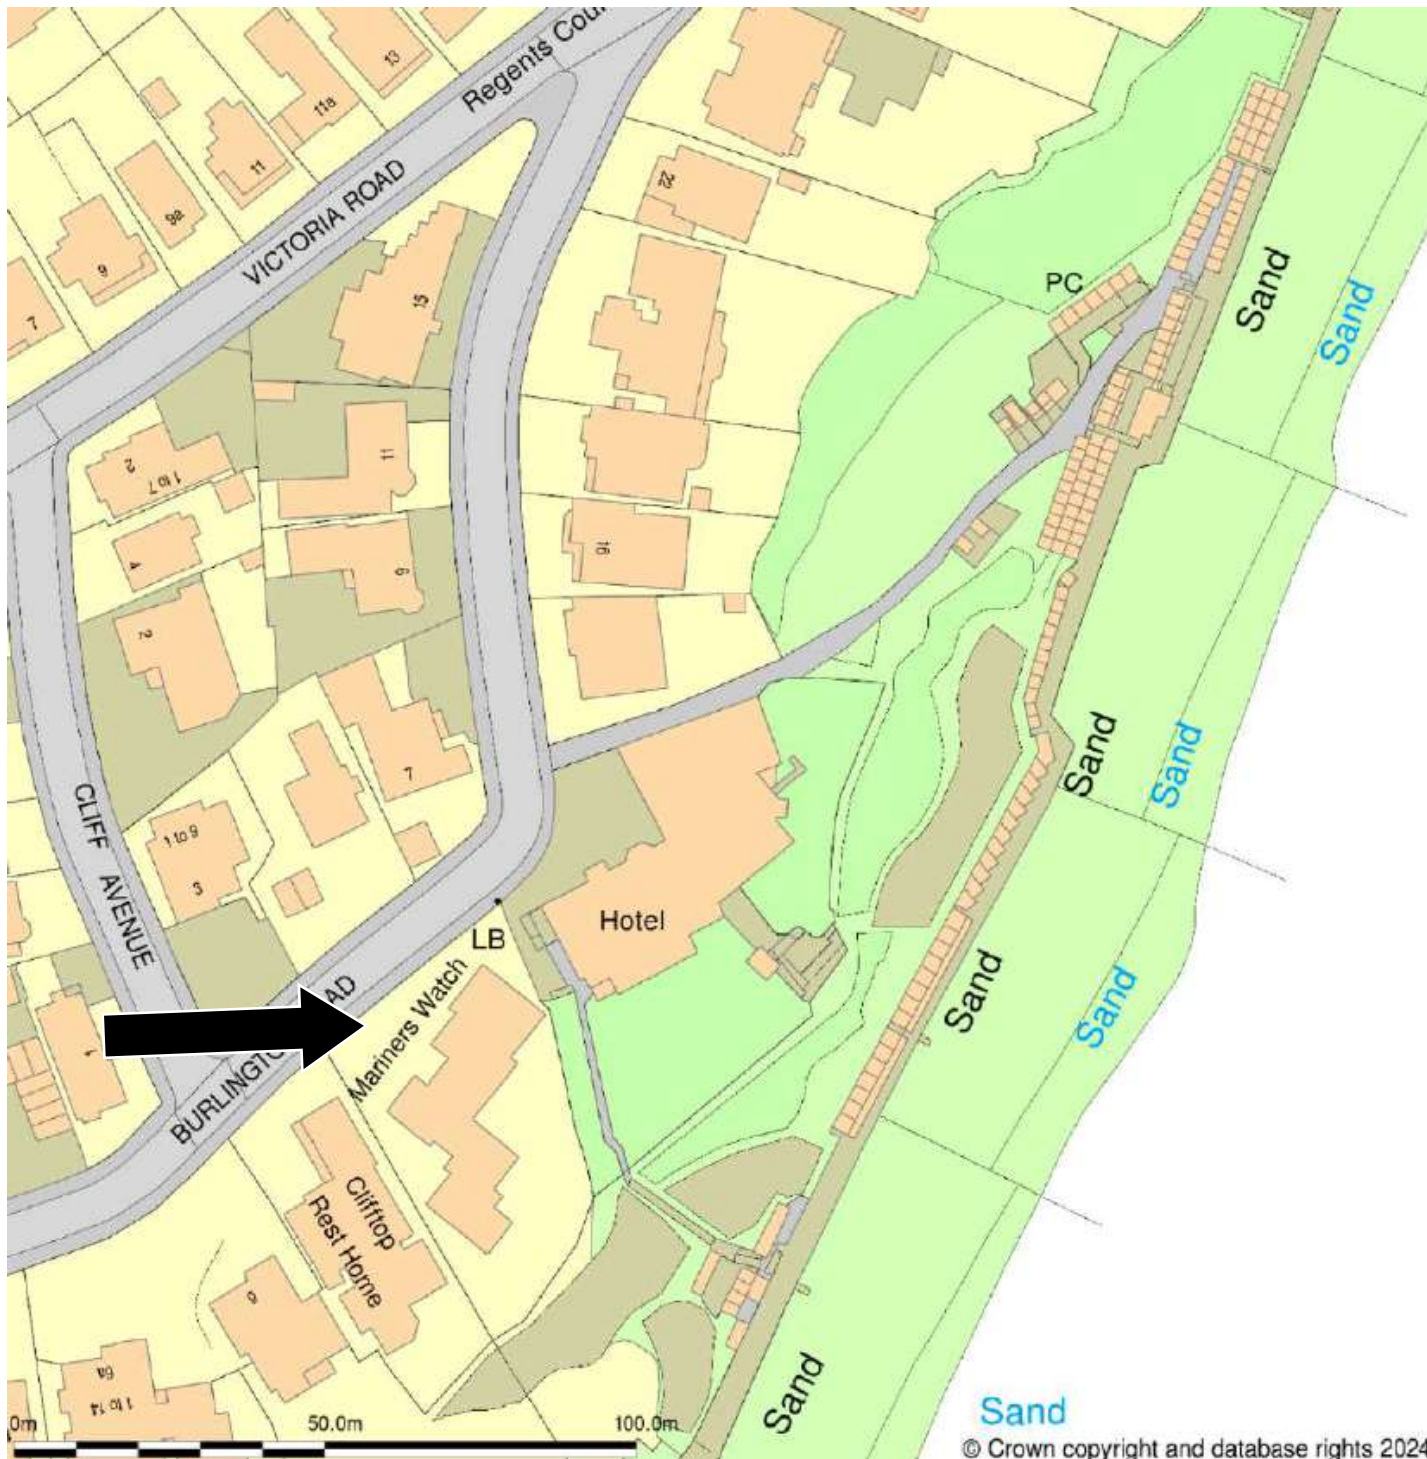 Regents Cou
13
11a
11
9a
9
7
VICTORIA ROAD
22
15
PC
Sand
Sand
2
1 to 7
11
4
16
2
7
CLIFF AVENUE
1 to 9
3
Sand
Sand
Hotel
LB
Mariners Watch
Sand
Sand
BURLINGTO
AD
Clifftop
Rest Home
6a
1 to 14
Sand
0m
50.0m
100.0m
Sand
© Crown copyright and database rights 2024